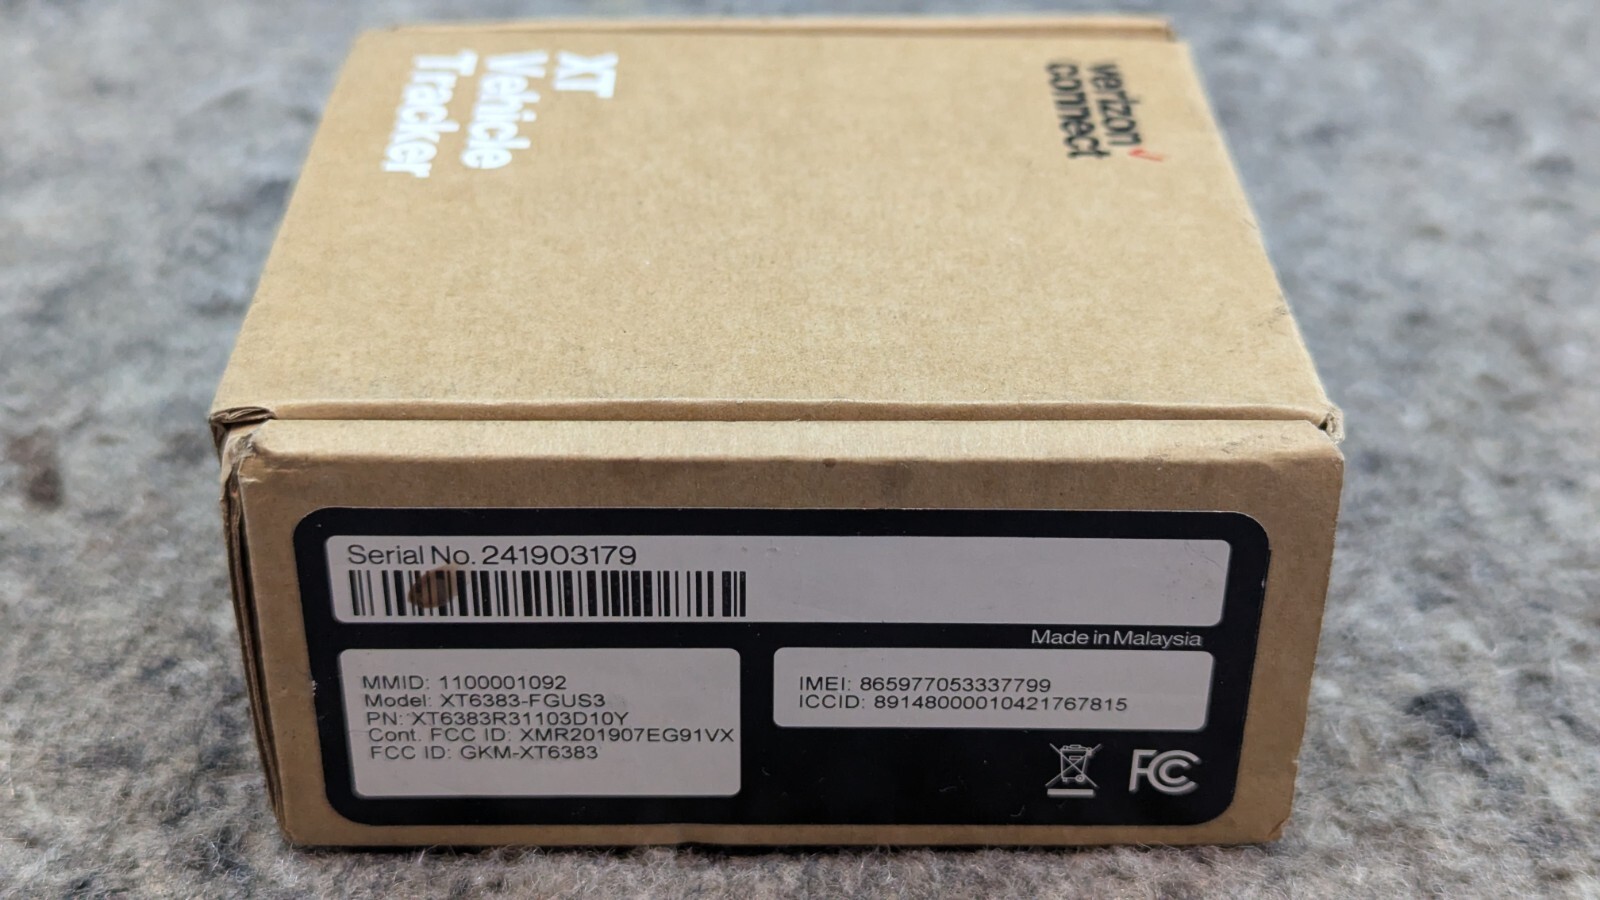 XT
Vehicle
Tracker
verizon
connect
Serial No. 241903179
Made in Malaysia
MMID: 1100001092
Model: XT6383-FGUS3
PN: XT6383R31103D10Y
Cont. FCC ID: XMR201907EG91VX
FCC ID: GKM-XT6383
IMEI: 865977053337799
ICCID: 89148000010421767815
FC